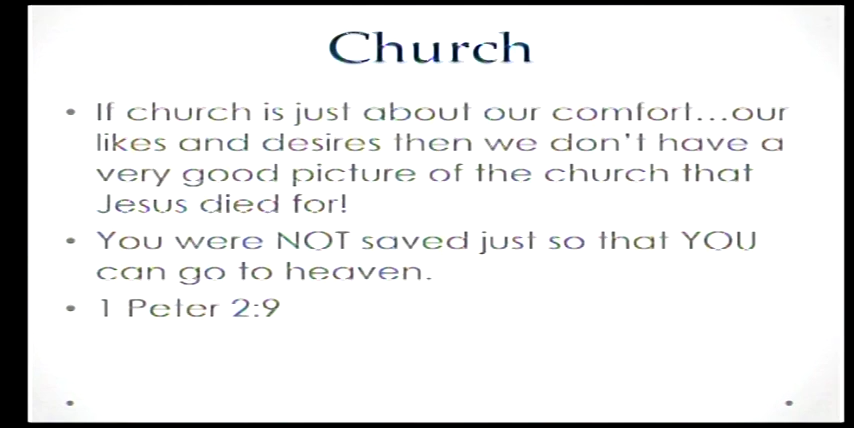 Church
• If church is just about our comfort...our
likes and desires then we don't have a
very good picture of the church that
Jesus died for!
• You were NOT saved just so that YOU
can go to heaven.
• 1 Peter 2:9